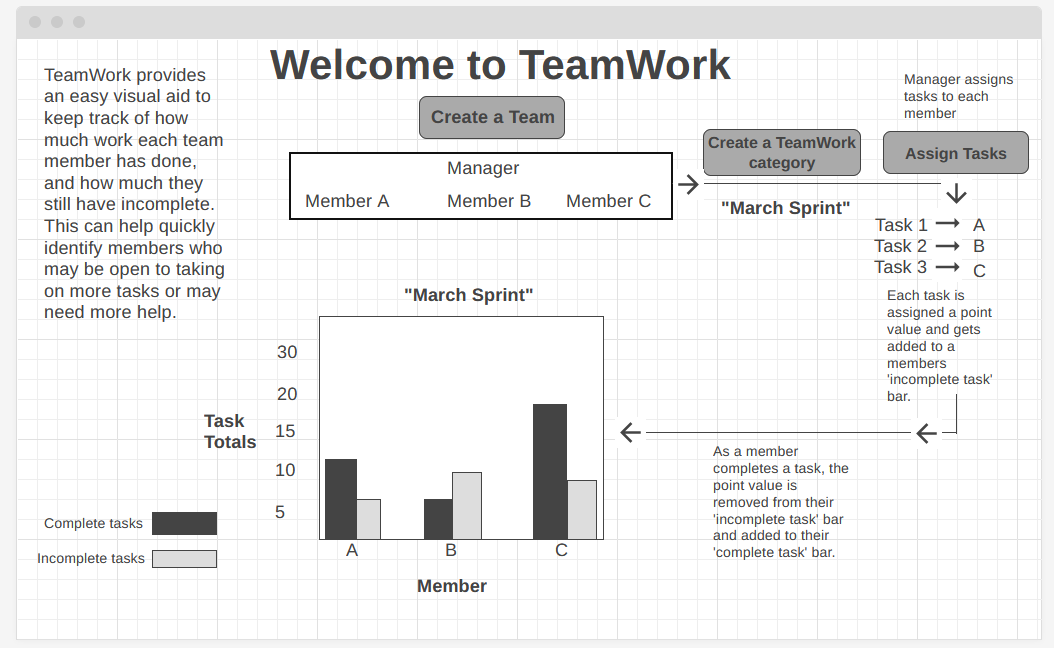 Welcome to TeamWork
TeamWork provides
an easy visual aid to
keep track of how
much work each team
member has done,
and how much they
still have incomplete.
This can help quickly
identify members who
may be open to taking
on more tasks or may
need more help.
Create a Team
Manager
Member A Member B Member C
Create a TeamWork
category
"March Sprint"
Manager assigns
tasks to each
member
Assign Tasks
Task 1 → A
Task 2 → B
Task 3 → C
Each task is
assigned a point
value and gets
added to a
members
'incomplete task'
bar.
As a member
completes a task, the
point value is
removed from their
'incomplete task' bar
and added to their
'complete task' bar.
"March Sprint"
Task
Totals
30
20
15
10
5
A B C
Member
Complete tasks
Incomplete tasks